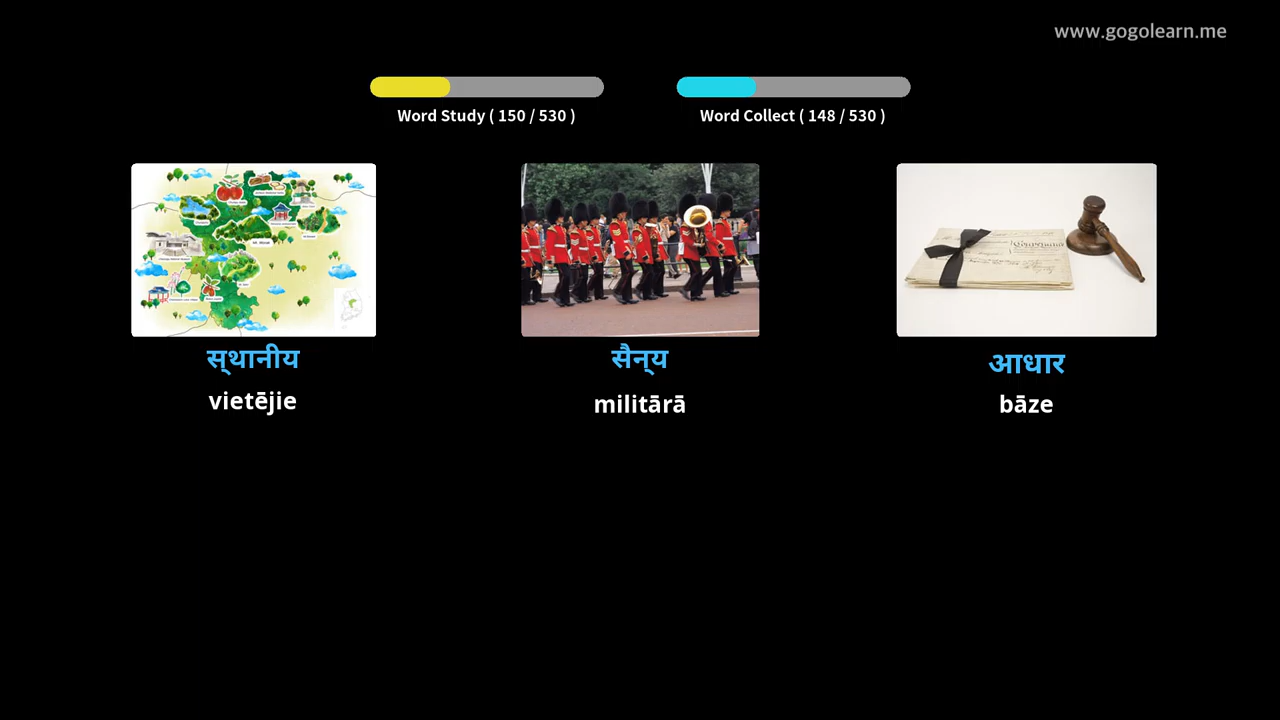 www.gogolearn.me
Word Study ( 150 / 530 )
Word Collect ( 148 / 530 )
स्थानीय
सैन्य
आधार
vietējie
militārā
bāze